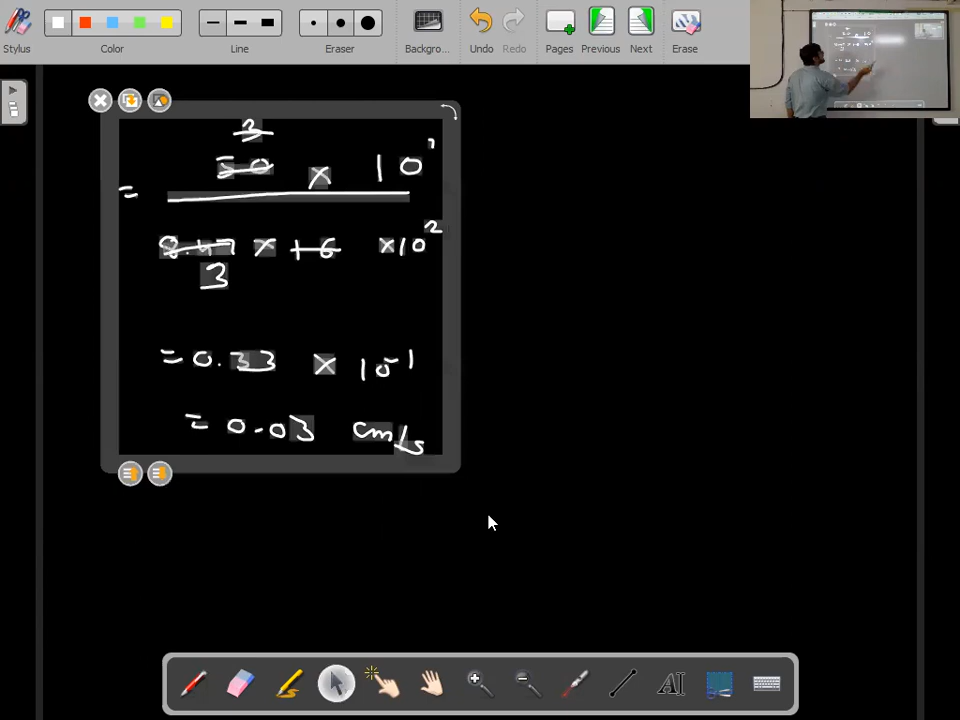 Stylus Color Line Eraser Backgro... Undo Redo Pages Previous Next Erase
3
50 x 10'
=
8.47 x 16 x10²
3
= 0.33 x 10⁻¹
= 0.03 cm/s